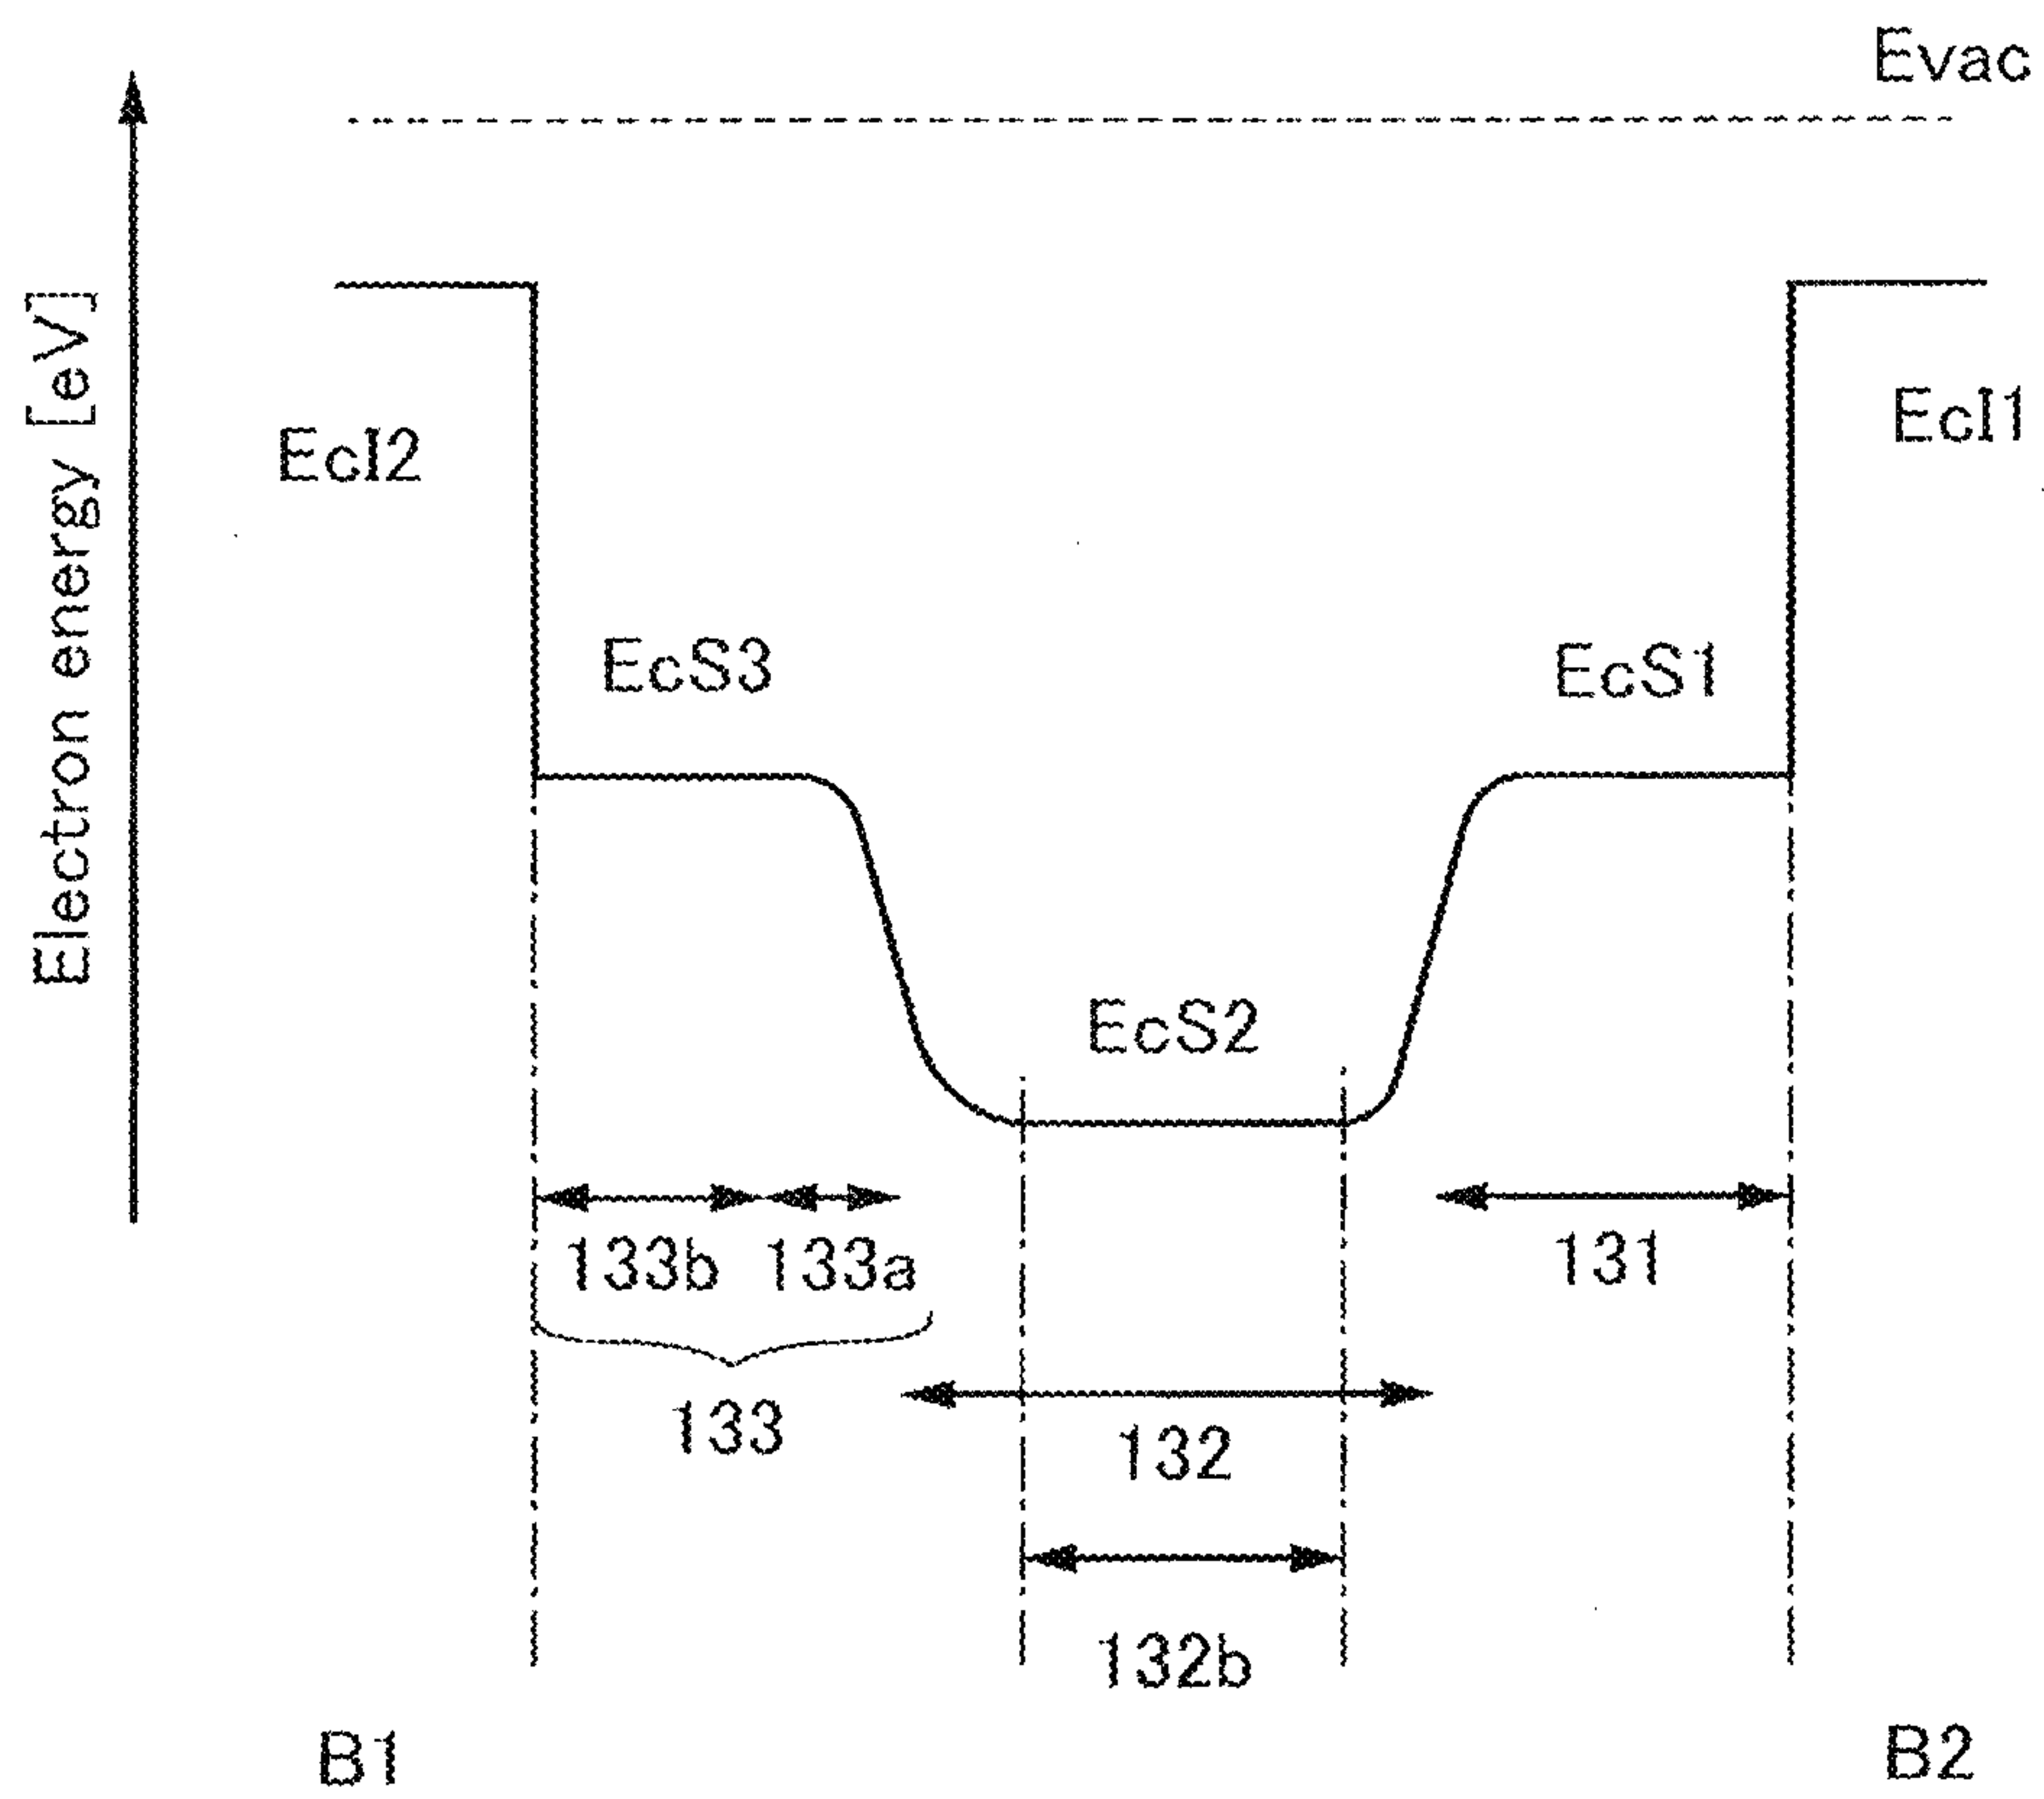 Evac
Electron energy [eV]
EcI2
EcI1
EcS3
EcS1
EcS2
133b
133a
131
133
132
132b
B1
B2